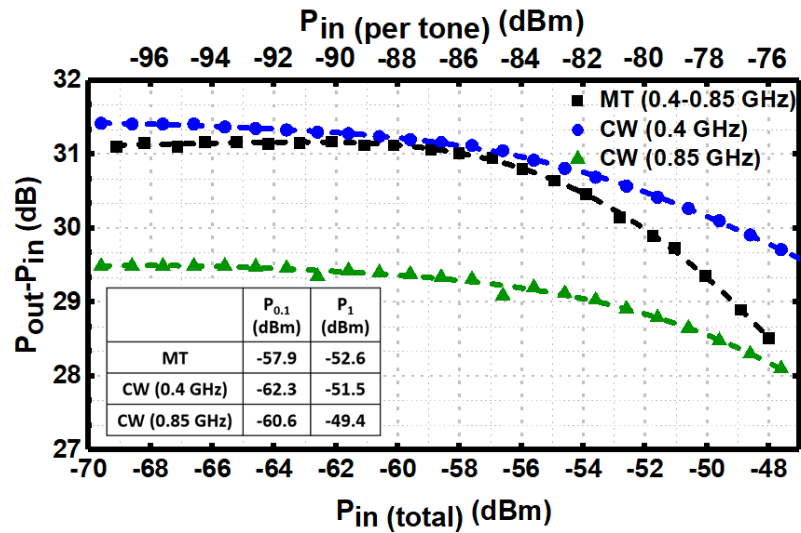 Pin (per tone) (dBm)
-96 -94 -92 -90 -88 -86 -84 -82 -80 -78 -76
Pout-Pin (dB)
32
31
30
29
28
27
MT (0.4-0.85 GHz)
CW (0.4 GHz)
CW (0.85 GHz)
P0.1 (dBm) P1 (dBm)
MT -57.9 -52.6
CW (0.4 GHz) -62.3 -51.5
CW (0.85 GHz) -60.6 -49.4
-70 -68 -66 -64 -62 -60 -58 -56 -54 -52 -50 -48
Pin (total) (dBm)